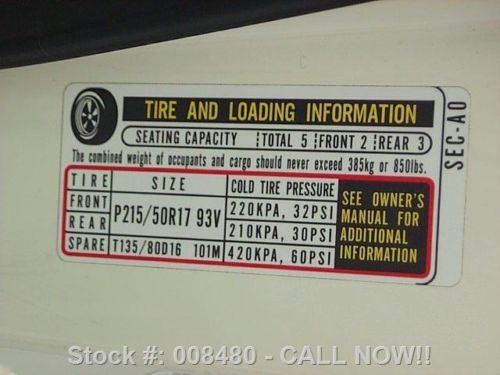 TIRE AND LOADING INFORMATION
SEATING CAPACITY TOTAL 5 FRONT 2 REAR 3
The combined weight of occupants and cargo should never exceed 385kg or 850lbs.
TIRE SIZE COLD TIRE PRESSURE
FRONT P215/50R17 93V 220KPA, 32PSI
REAR 210KPA, 30PSI
SPARE T135/80D16 101M 420KPA, 60PSI
SEE OWNER'S
MANUAL FOR
ADDITIONAL
INFORMATION
SEC-A0
Stock #: 008480 - CALL NOW!!